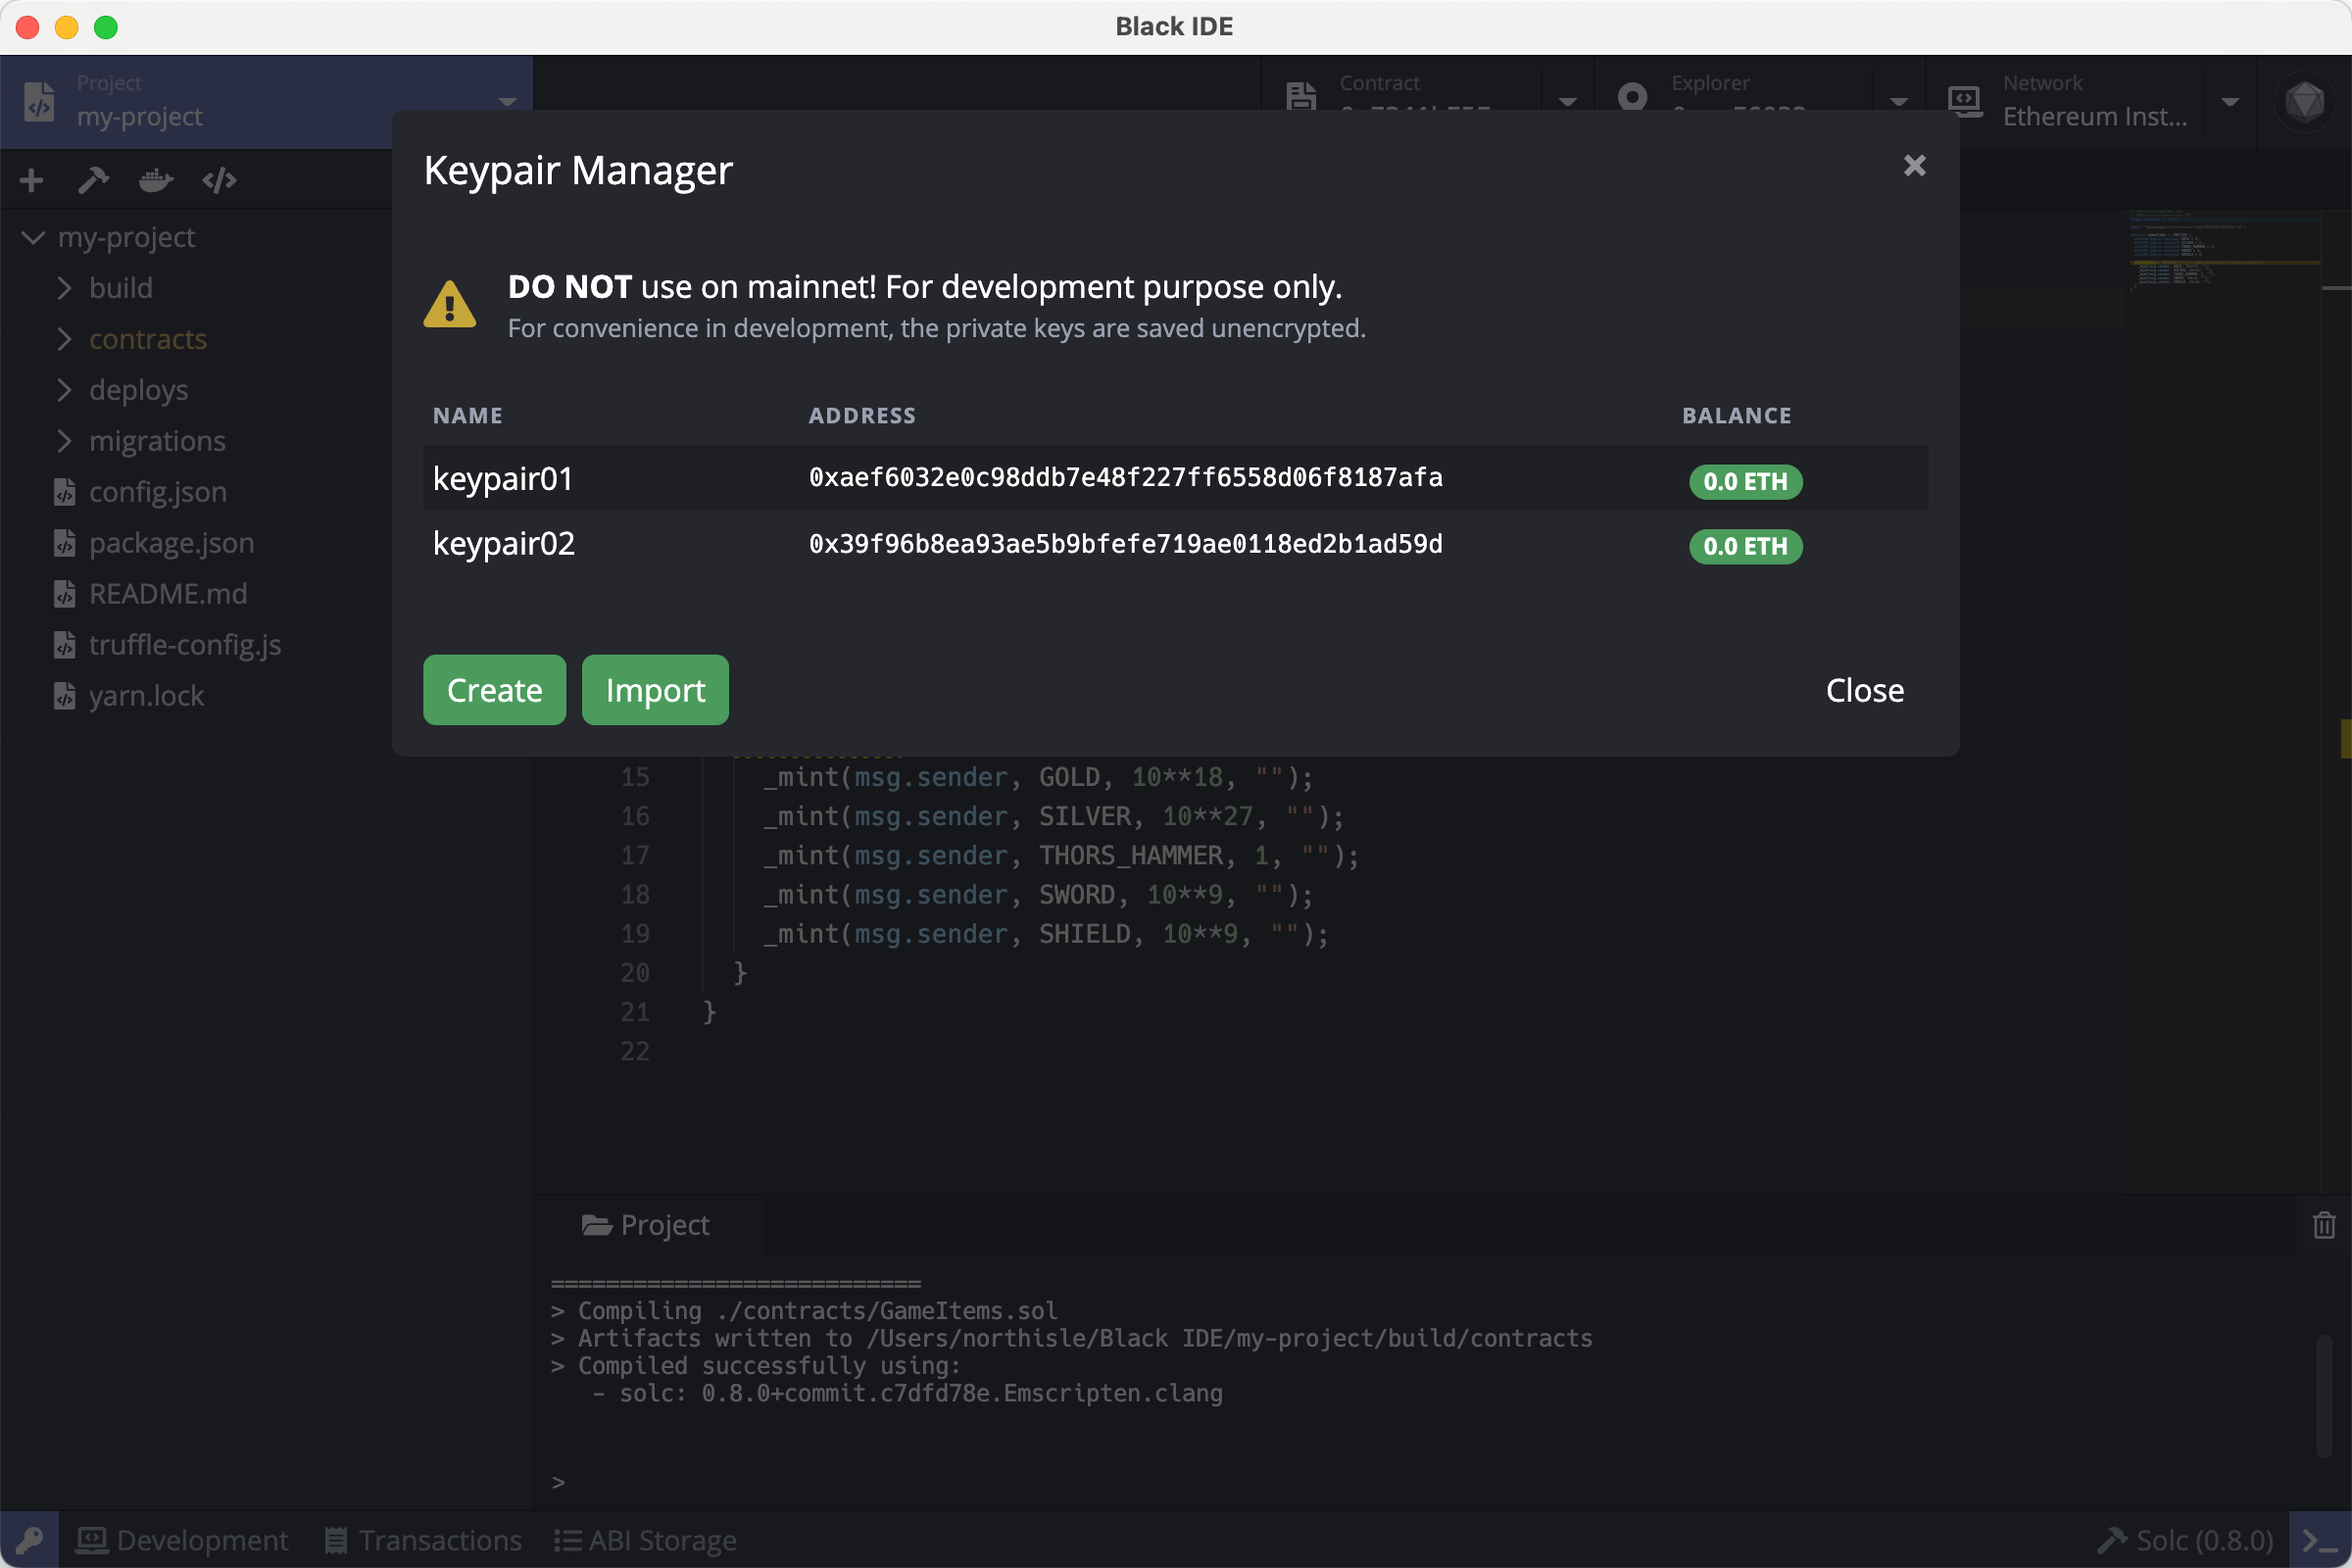 Black IDE
Project
my-project
Contract
Explorer
Network
Ethereum Inst...
my-project
build
contracts
deploys
migrations
config.json
package.json
README.md
truffle-config.js
yarn.lock
Keypair Manager
DO NOT use on mainnet! For development purpose only.
For convenience in development, the private keys are saved unencrypted.
NAME ADDRESS BALANCE
keypair01 0xaef6032e0c98ddb7e48f227ff6558d06f8187afa 0.0 ETH
keypair02 0x39f96b8ea93ae5b9bfefe719ae0118ed2b1ad59d 0.0 ETH
Create Import Close
15 _mint(msg.sender, GOLD, 10**18, "");
16 _mint(msg.sender, SILVER, 10**27, "");
17 _mint(msg.sender, THORS_HAMMER, 1, "");
18 _mint(msg.sender, SWORD, 10**9, "");
19 _mint(msg.sender, SHIELD, 10**9, "");
20 }
21 }
22
Project
===========================
> Compiling ./contracts/GameItems.sol
> Artifacts written to /Users/northisle/Black IDE/my-project/build/contracts
> Compiled successfully using:
- solc: 0.8.0+commit.c7dfd78e.Emscripten.clang
>
Development Transactions ABI Storage Solc (0.8.0)